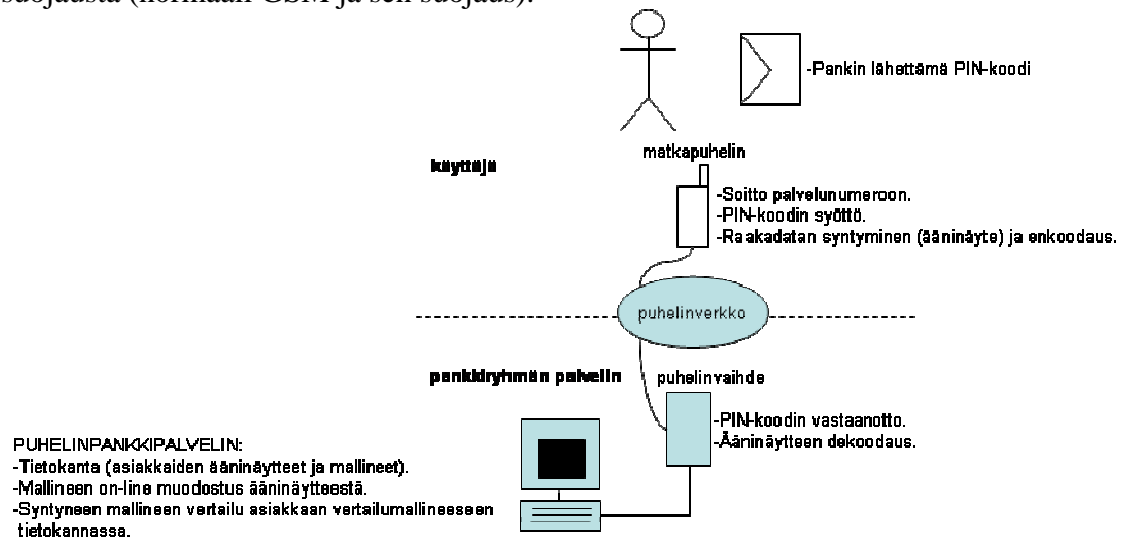 suojausta (normaali GSM ja sen suojaus).
-Pankin lähettämä PIN-koodi
matkapuhelin
käyttäjä
-Soitto palvelunumeroon.
-PIN-koodin syöttö.
-Raakadatan syntyminen (ääninäyte) ja enkoodaus.
puhelinverkko
pankkiryhmän palvelin
puhelinvaihde
-PIN-koodin vastaanotto.
-Ääninäytteen dekoodaus.
PUHELINPANKKIPALVELIN:
-Tietokanta (asiakkaiden ääninäytteet ja mallineet).
-Mallineen on-line muodostus ääninäytteestä.
-Syntyneen mallineen vertailu asiakkaan vertailumallineeseen
tietokannassa.